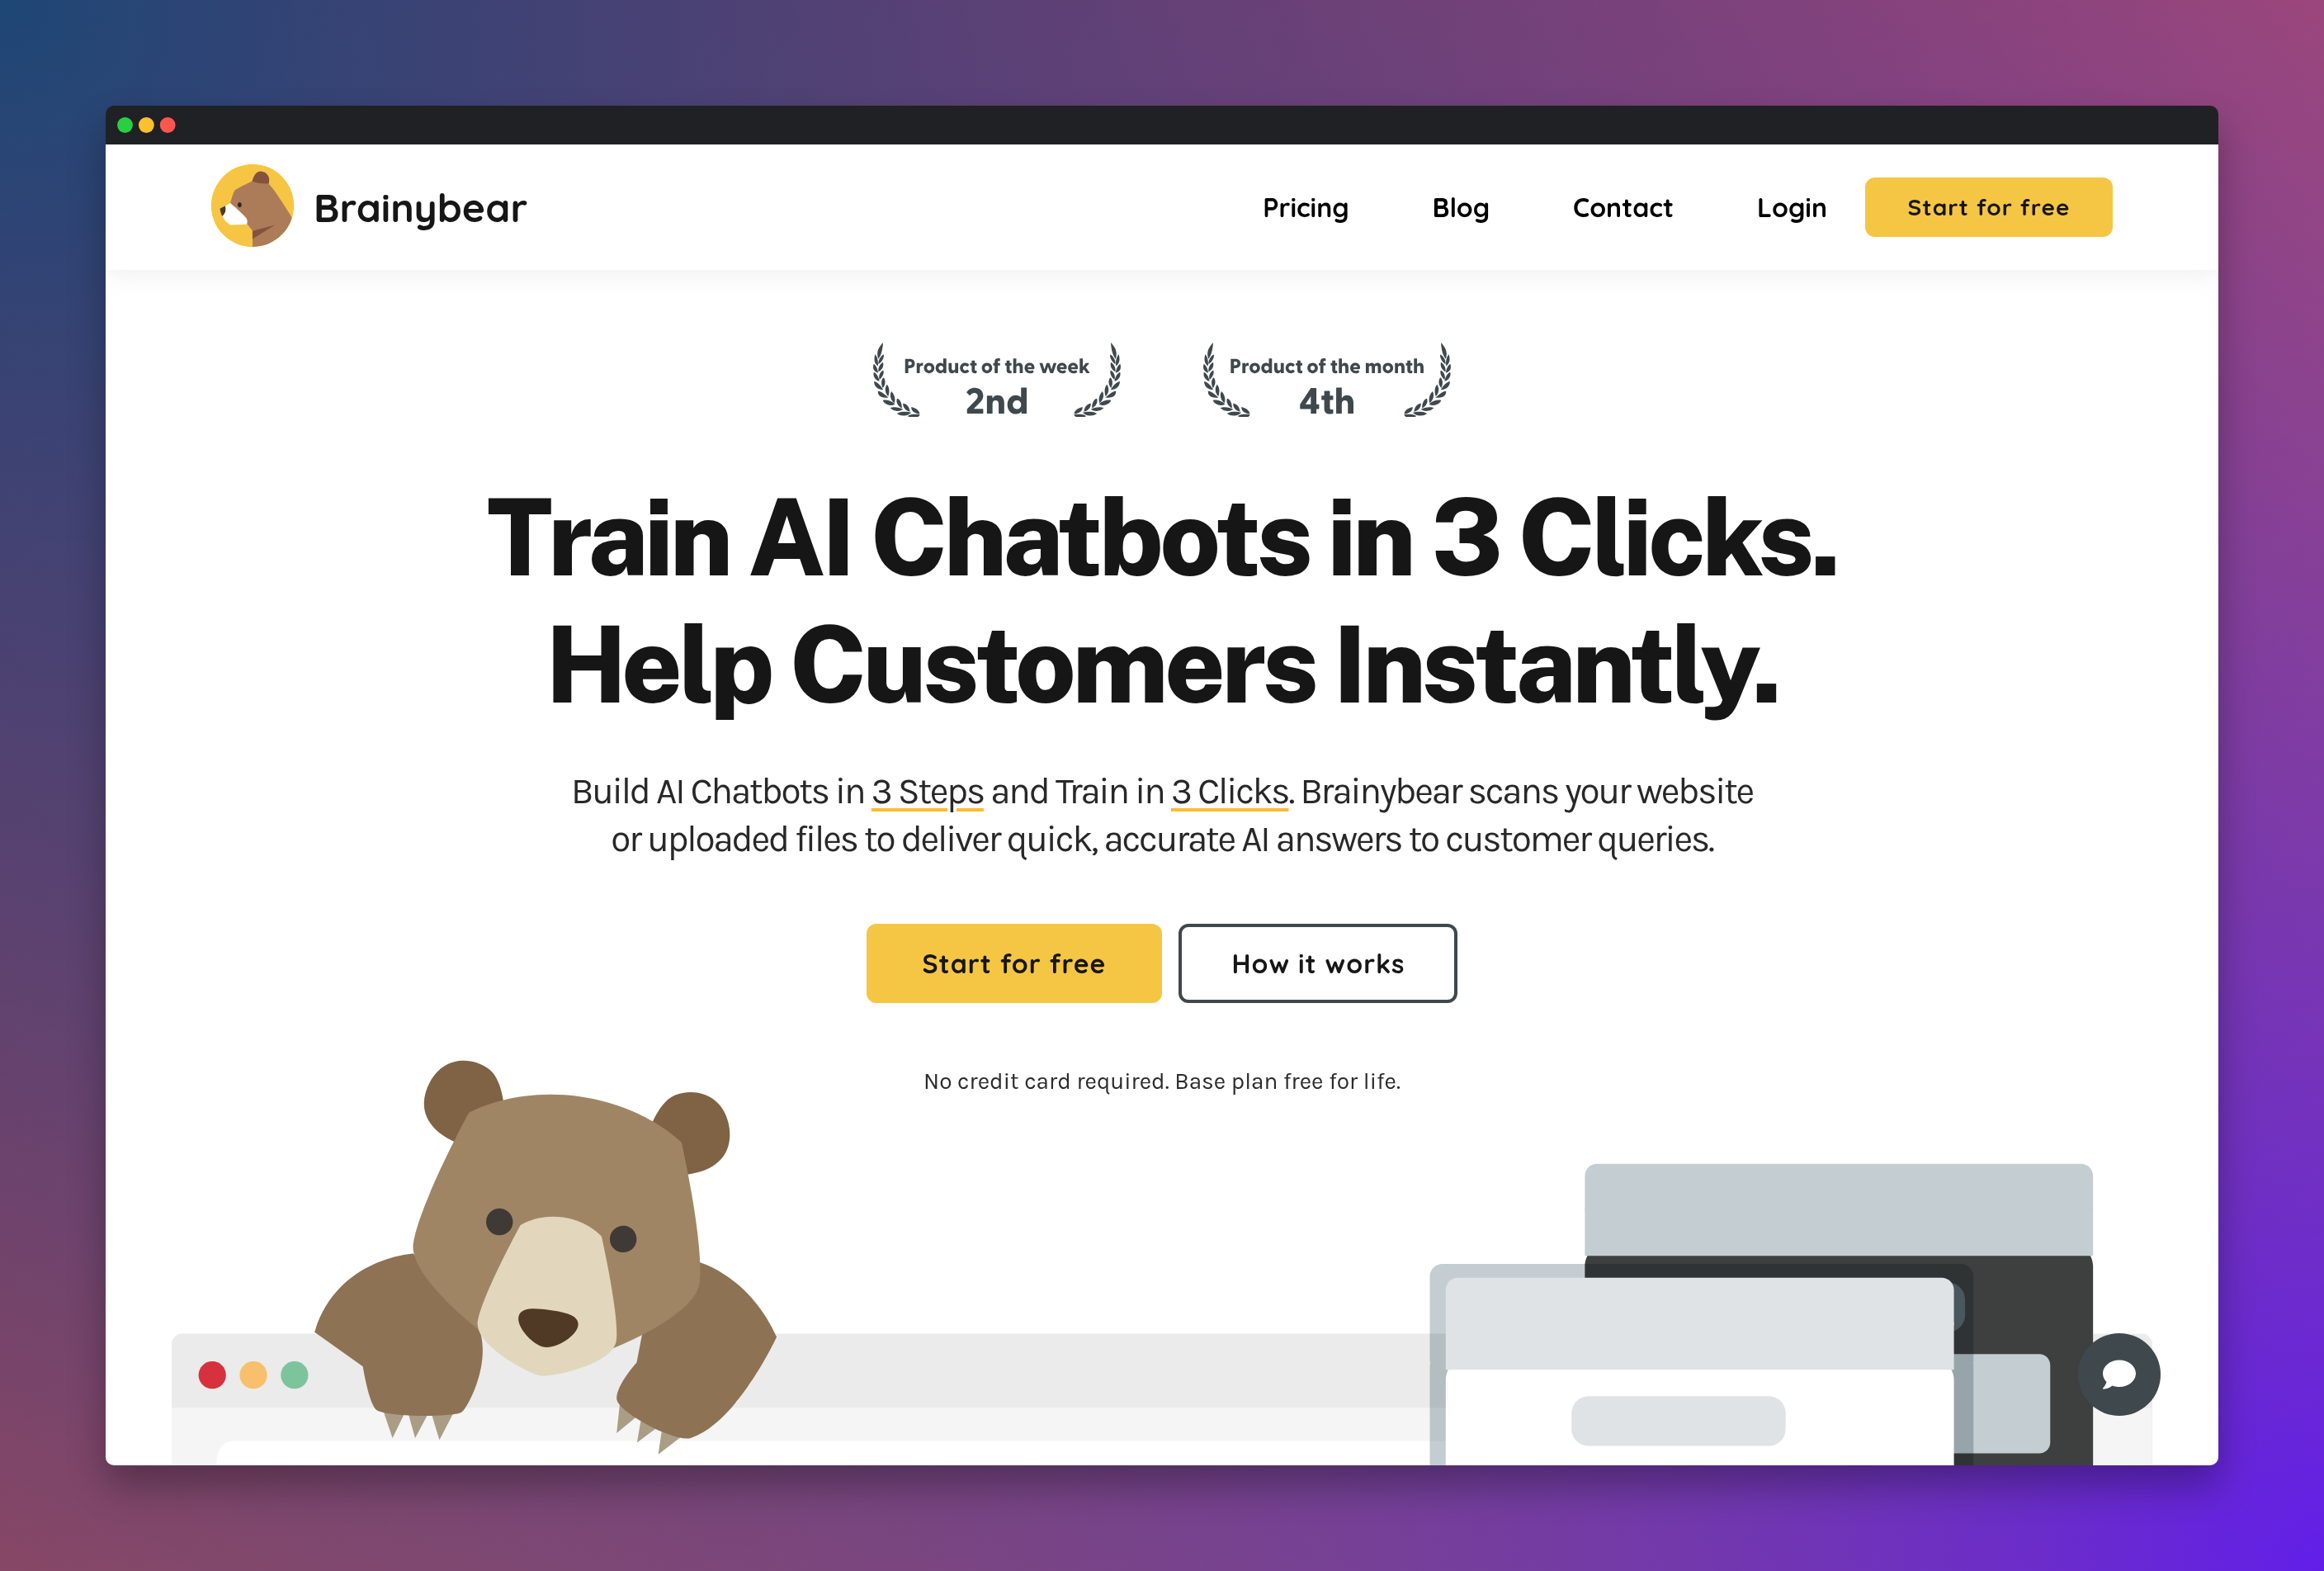 Brainybear
Pricing
Blog
Contact
Login
Start for free
Product of the week
2nd
Product of the month
4th
Train AI Chatbots in 3 Clicks.
Help Customers Instantly.
Build AI Chatbots in 3 Steps and Train in 3 Clicks. Brainybear scans your website
or uploaded files to deliver quick, accurate AI answers to customer queries.
Start for free
How it works
No credit card required. Base plan free for life.